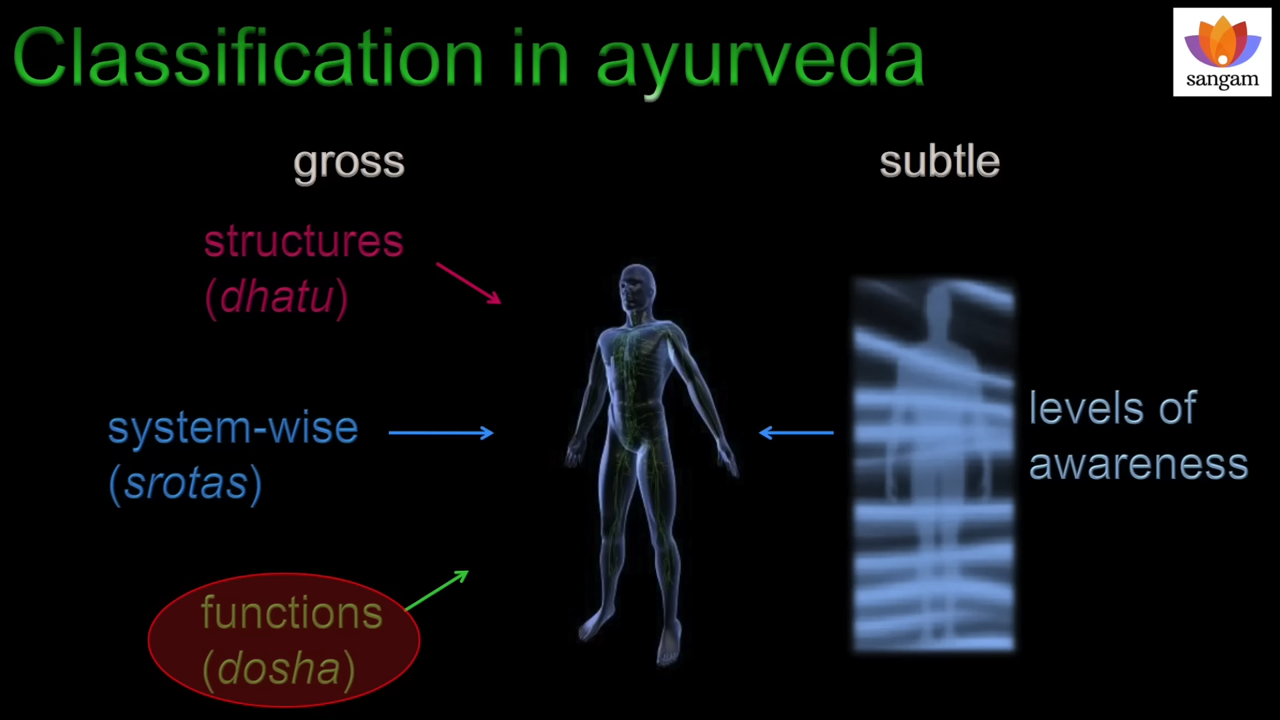 Classification in ayurveda
sangam
gross
subtle
structures
(dhatu)
system-wise
(srotas)
levels of
awareness
functions
(dosha)